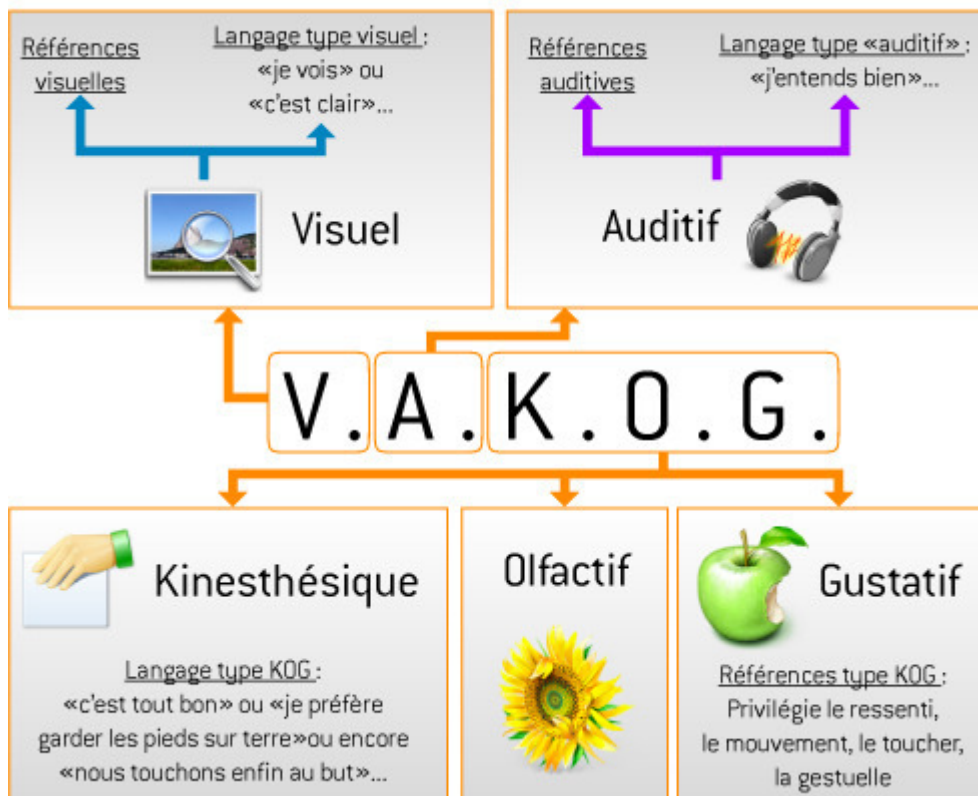 Références
visuelles
Langage type visuel :
«je vois» ou
«c'est clair»...
Visuel
Références
auditives
Langage type «auditif» :
«j'entends bien»...
Auditif
V.A.K.O.G.
Kinesthésique
Langage type KOG :
«c'est tout bon» ou «je préfère
garder les pieds sur terre»ou encore
«nous touchons enfin au but»...
Olfactif
Gustatif
Références type KOG :
Privilégie le ressenti,
le mouvement, le toucher,
la gestuelle